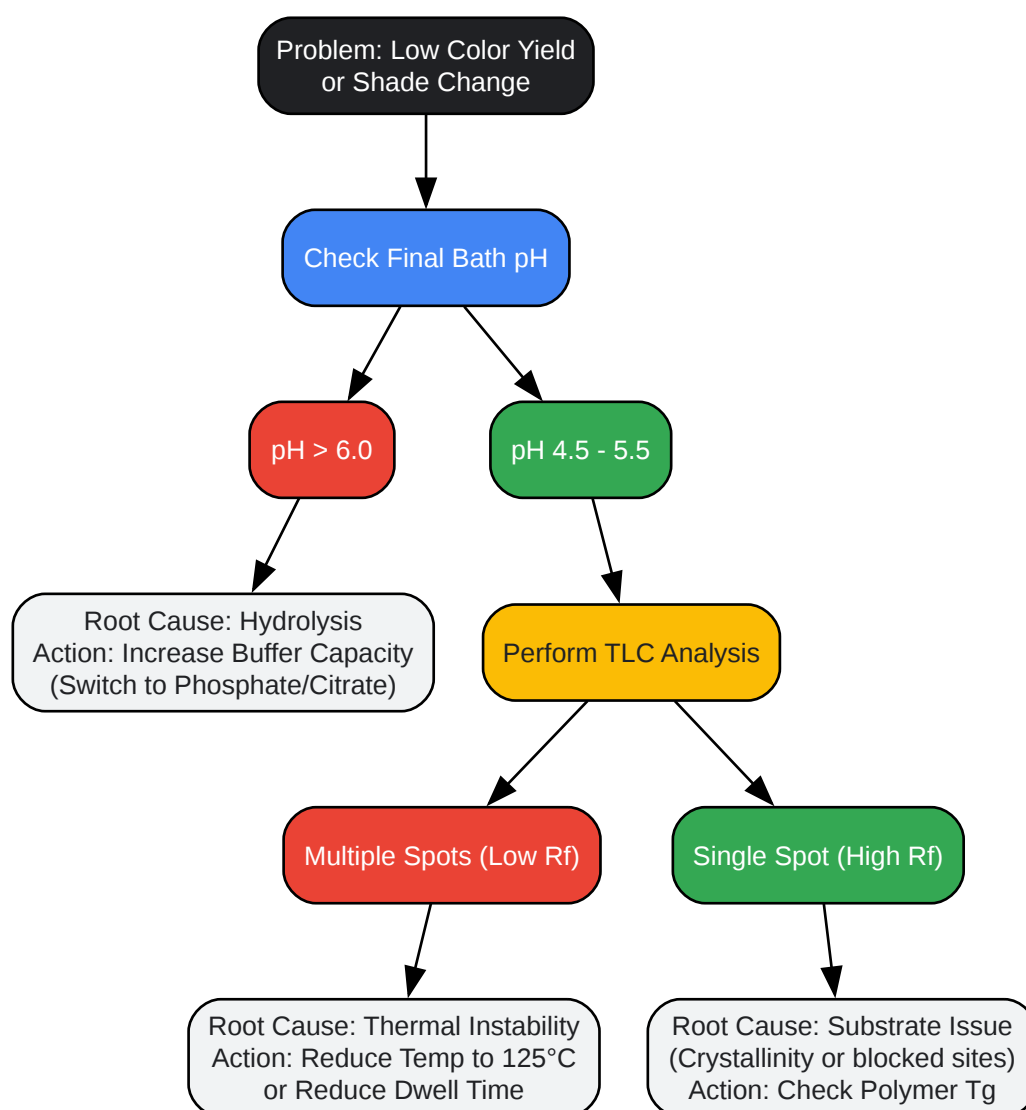 Problem: Low Color Yield
or Shade Change
Check Final Bath pH
pH > 6.0
pH 4.5 - 5.5
Root Cause: Hydrolysis
Action: Increase Buffer Capacity
(Switch to Phosphate/Citrate)
Perform TLC Analysis
Multiple Spots (Low Rf)
Single Spot (High Rf)
Root Cause: Thermal Instability
Action: Reduce Temp to 125°C
or Reduce Dwell Time
Root Cause: Substrate Issue
(Crystallinity or blocked sites)
Action: Check Polymer Tg